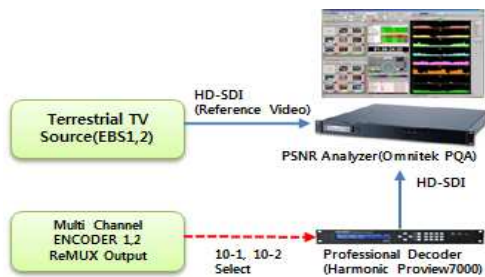 HD-SDI
(Reference Video)
Terrestrial TV
Source(EBS1,2)
PSNR Analyzer(Omnitek PQA)
HD-SDI
Multi Channel
ENCODER 1,2
ReMUX Output
10-1, 10-2
Select
Professional Decoder
(Harmonic Proview7000)